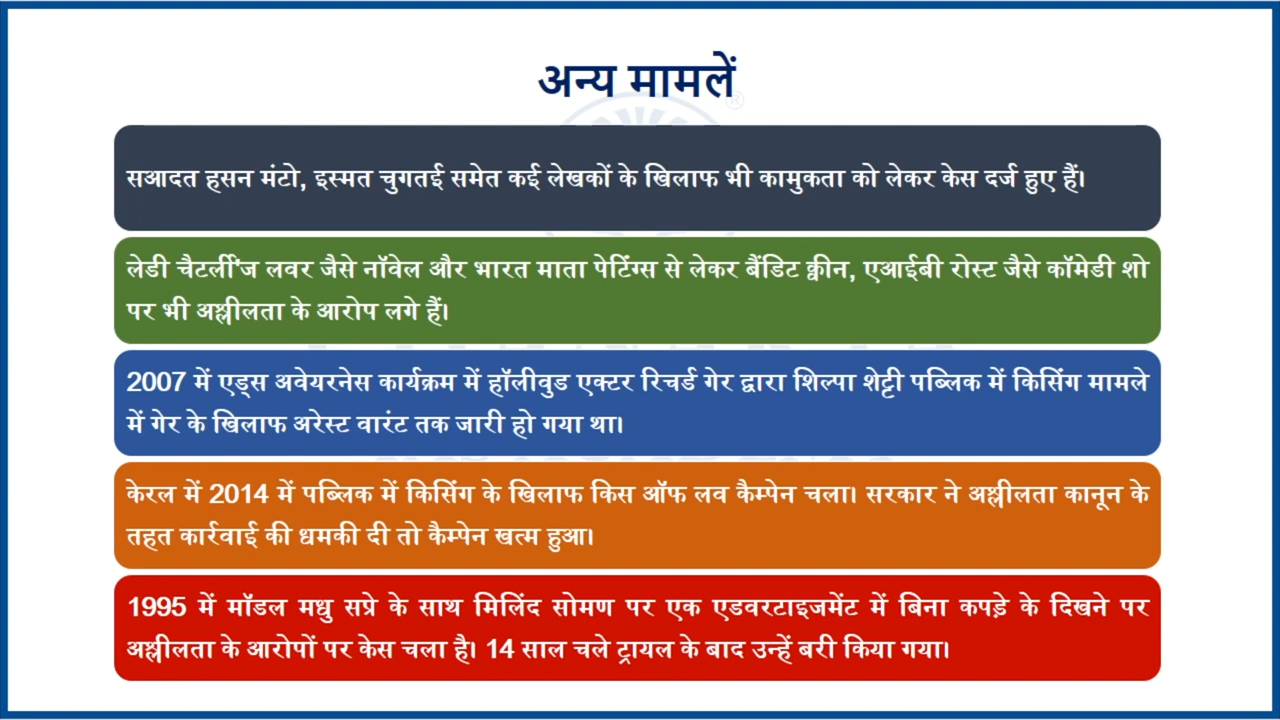 अन्य मामलें
सआदत हसन मंटो, इस्मत चुगतई समेत कई लेखकों के खिलाफ भी कामुकता को लेकर केस दर्ज हुए हैं।
लेडी चैटर्ली'ज लवर जैसे नॉवेल और भारत माता पेटिंग्स से लेकर बैंडिट क्वीन, एआईबी रोस्ट जैसे कॉमेडी शो
पर भी अश्लीलता के आरोप लगे हैं।
2007 में एड्स अवेयरनेस कार्यक्रम में हॉलीवुड एक्टर रिचर्ड गेर द्वारा शिल्पा शेट्टी पब्लिक में किसिंग मामले
में गेर के खिलाफ अरेस्ट वारंट तक जारी हो गया था।
केरल में 2014 में पब्लिक में किसिंग के खिलाफ किस ऑफ लव कैम्पेन चला। सरकार ने अश्लीलता कानून के
तहत कार्रवाई की धमकी दी तो कैम्पेन खत्म हुआ।
1995 में मॉडल मधु सप्रे के साथ मिलिंद सोमण पर एक एडवरटाइजमेंट में बिना कपड़े के दिखने पर
अश्लीलता के आरोपों पर केस चला है। 14 साल चले ट्रायल के बाद उन्हें बरी किया गया।